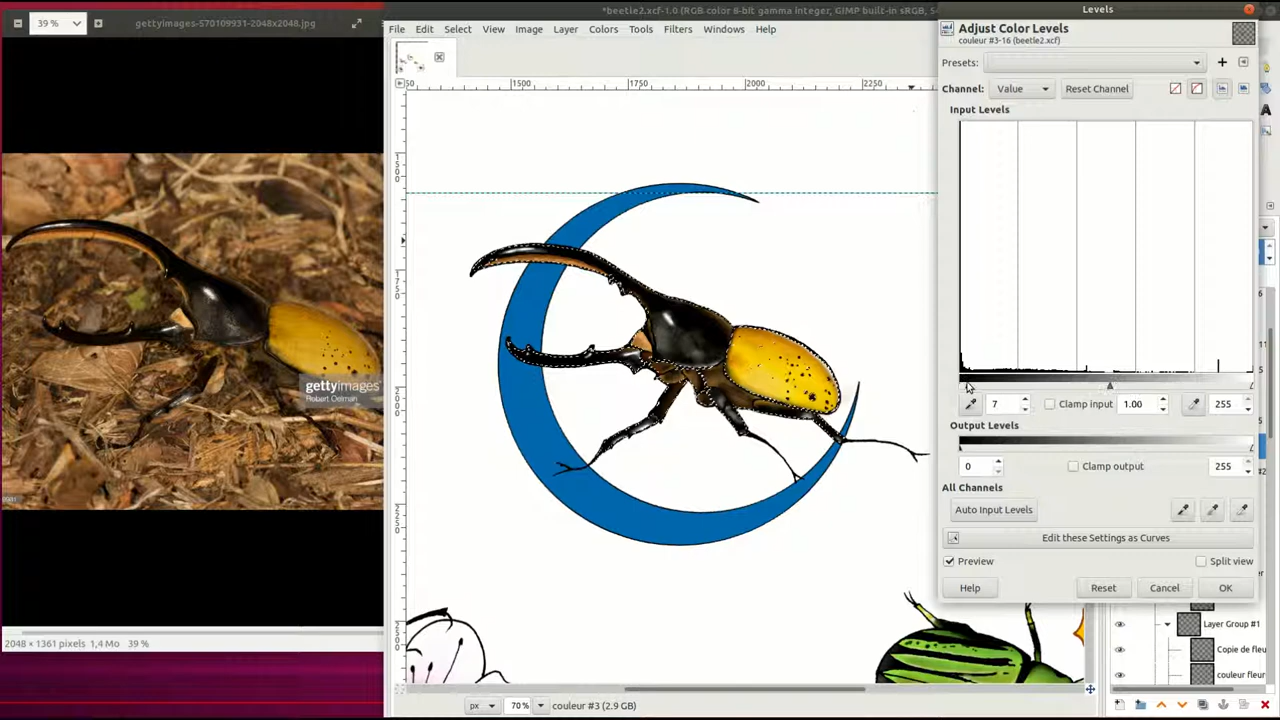 39 %
gettyimages-570109931-2048x2048.jpg
gettyimages
Robert Oelman
2048 × 1361 pixels 1,4 Mo 39 %
*beetle2.xcf-1.0 (RGB color 8-bit gamma integer, GIMP built-in sRGB,
File Edit Select View Image Layer Colors Tools Filters Windows Help
1500 1750 2000 2250
px 70% couleur #3 (2.9 GB)
Levels
Adjust Color Levels
couleur #3-16 (beetle2.xcf)
Presets:
Channel: Value Reset Channel
Input Levels
7 Clamp input 1.00 255
Output Levels
0 Clamp output 255
All Channels
Auto Input Levels
Edit these Settings as Curves
Preview Split view
Help Reset Cancel OK
Layer Group #1
Copie de fleu
couleur fleur